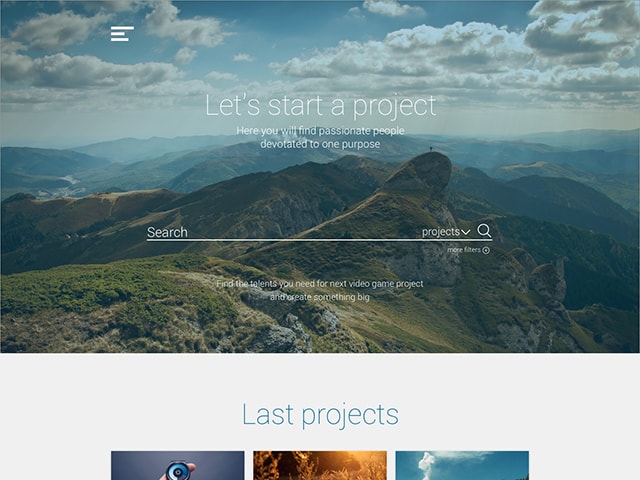 Let's start a project
Here you will find passionate people
devotated to one purpose
Search projects
more filters
Find the talents you need for next video game project
and create something big
Last projects